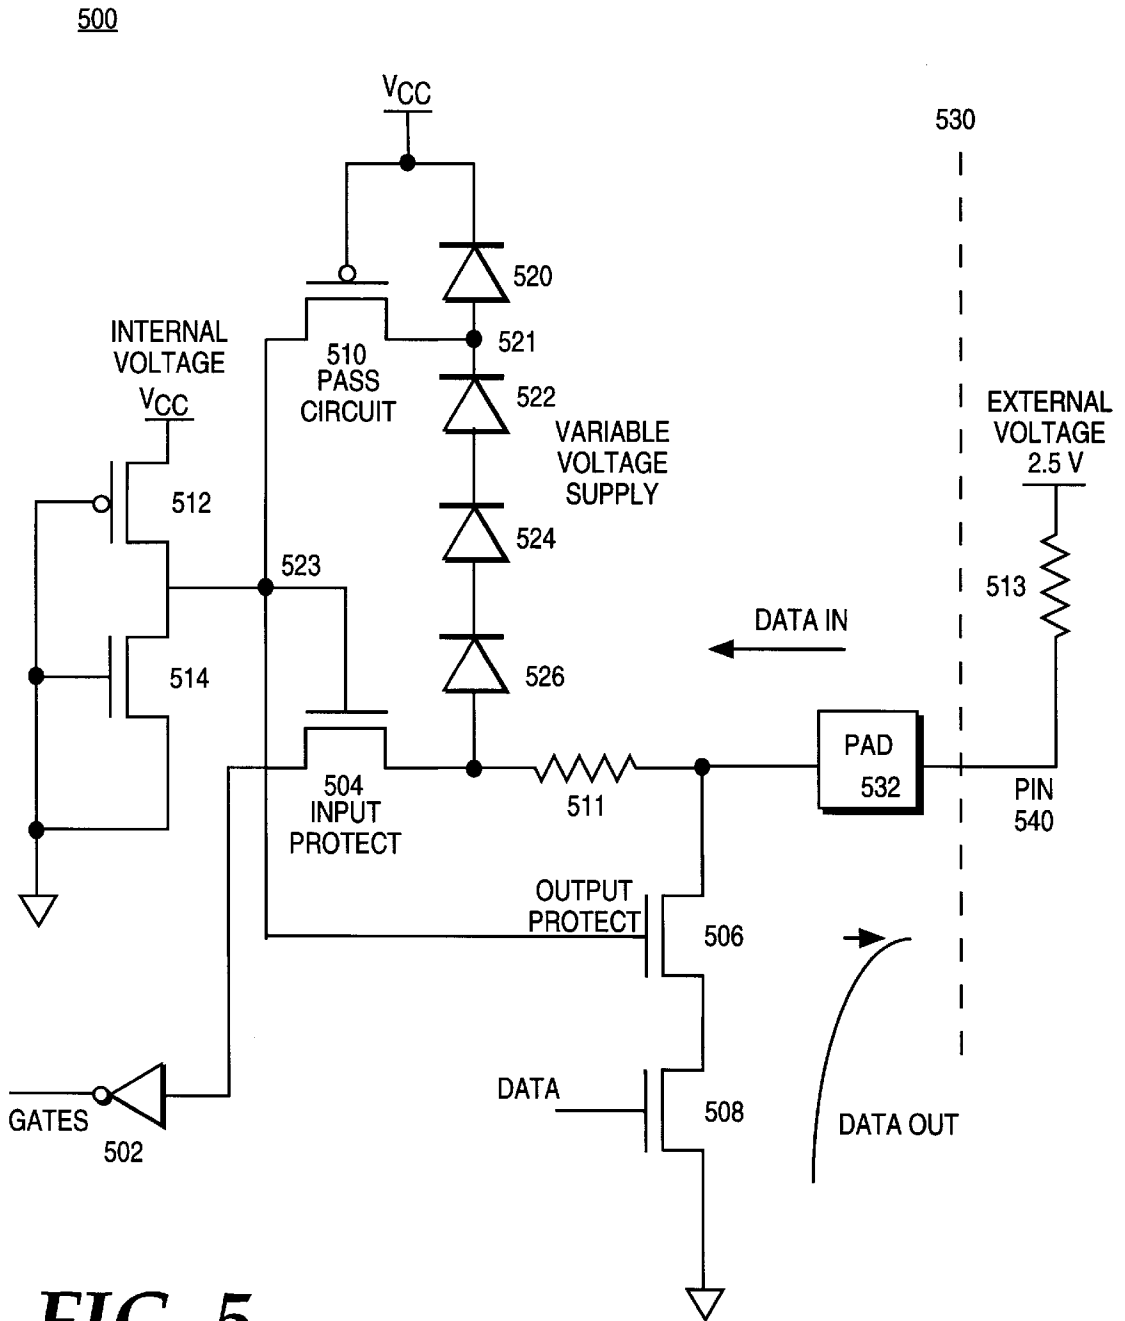 500
VCC
530
520
INTERNAL
VOLTAGE
VCC
521
510
PASS
CIRCUIT
522
EXTERNAL
VOLTAGE
2.5 V
VARIABLE
VOLTAGE
SUPPLY
512
524
523
513
DATA IN
514
526
PAD
532
504
INPUT
PROTECT
511
PIN
540
OUTPUT
PROTECT
506
DATA
508
GATES
502
DATA OUT
FIG. 5